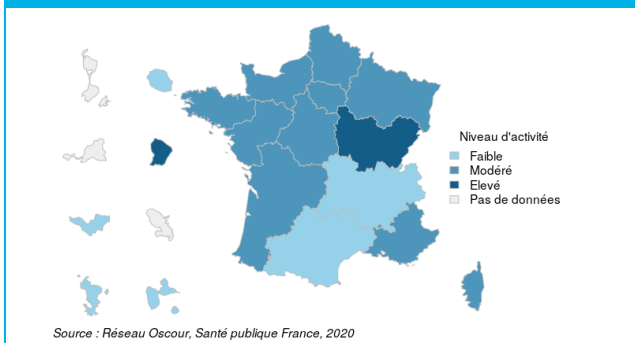 Niveau d'activité
Faible
Modéré
Elevé
Pas de données
Source : Réseau Oscour, Santé publique France, 2020